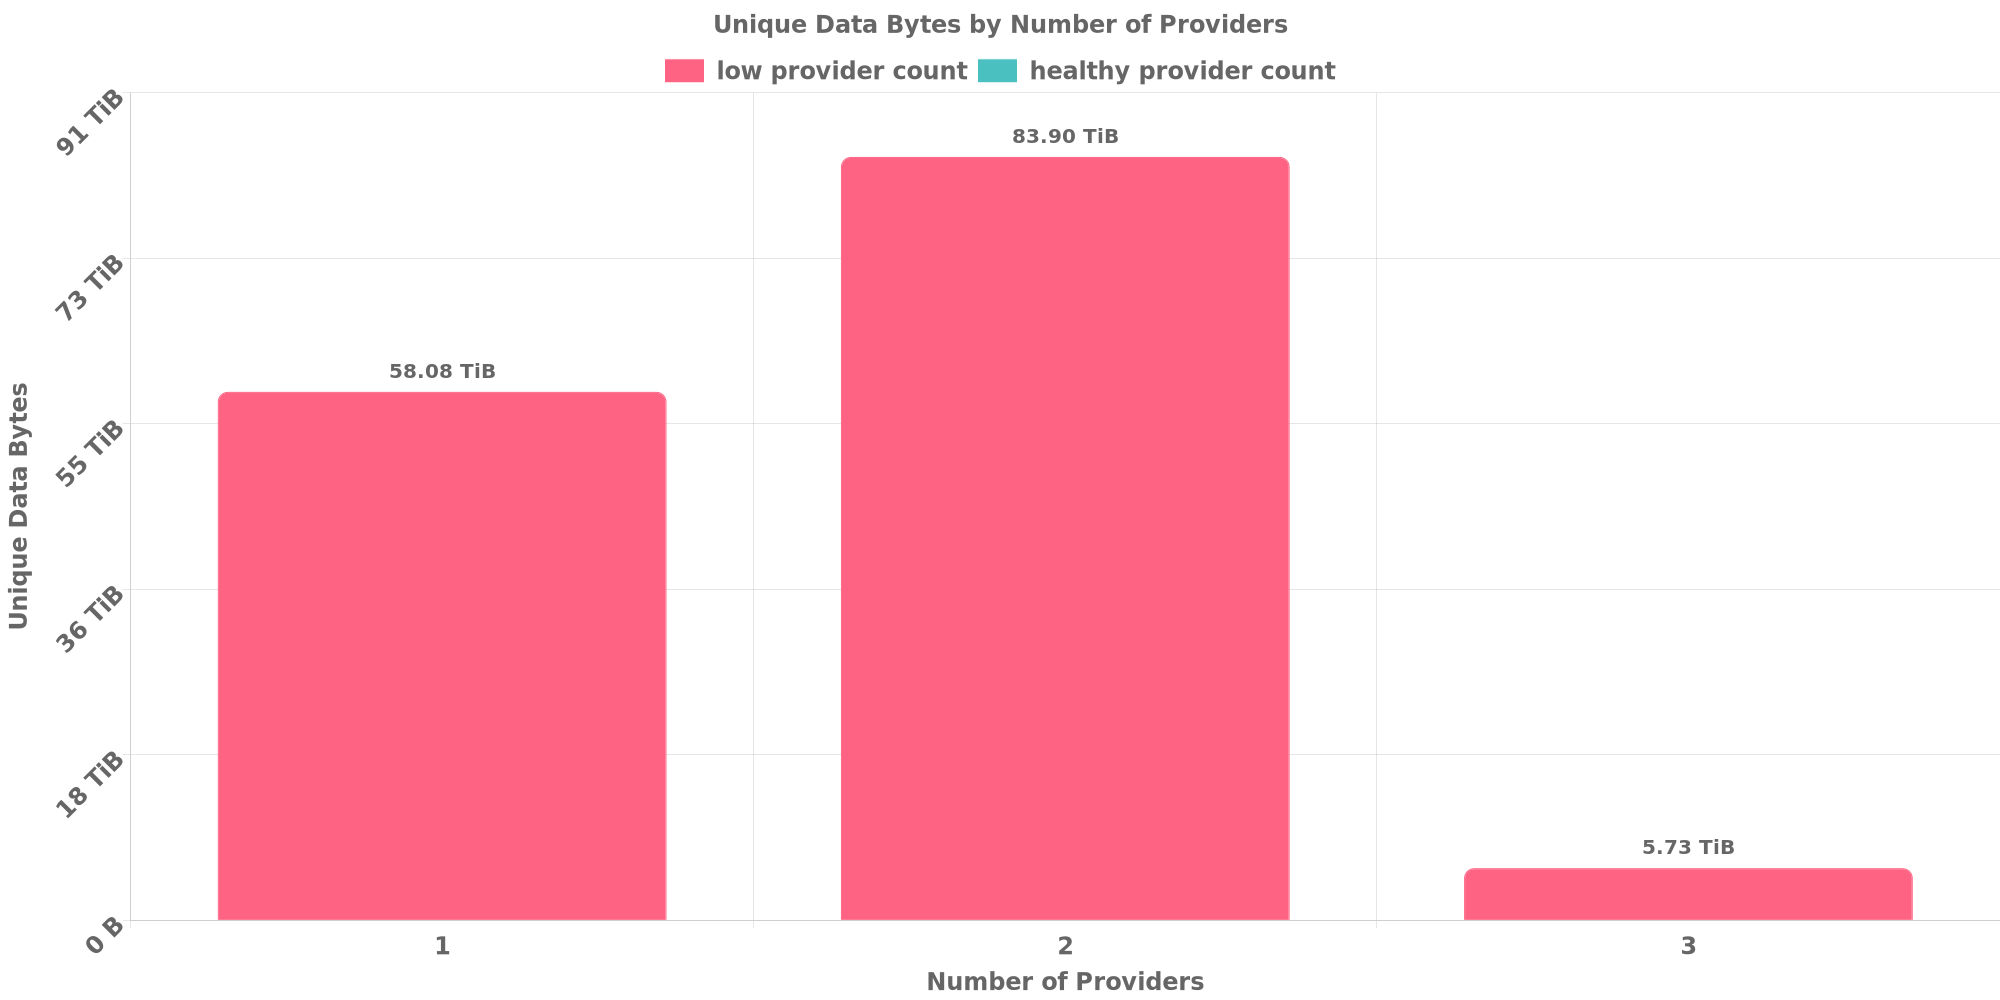 Unique Data Bytes by Number of Providers
low provider count healthy provider count
91 TiB
73 TiB
55 TiB
36 TiB
18 TiB
0 B
Unique Data Bytes
58.08 TiB
83.90 TiB
5.73 TiB
1 2 3
Number of Providers